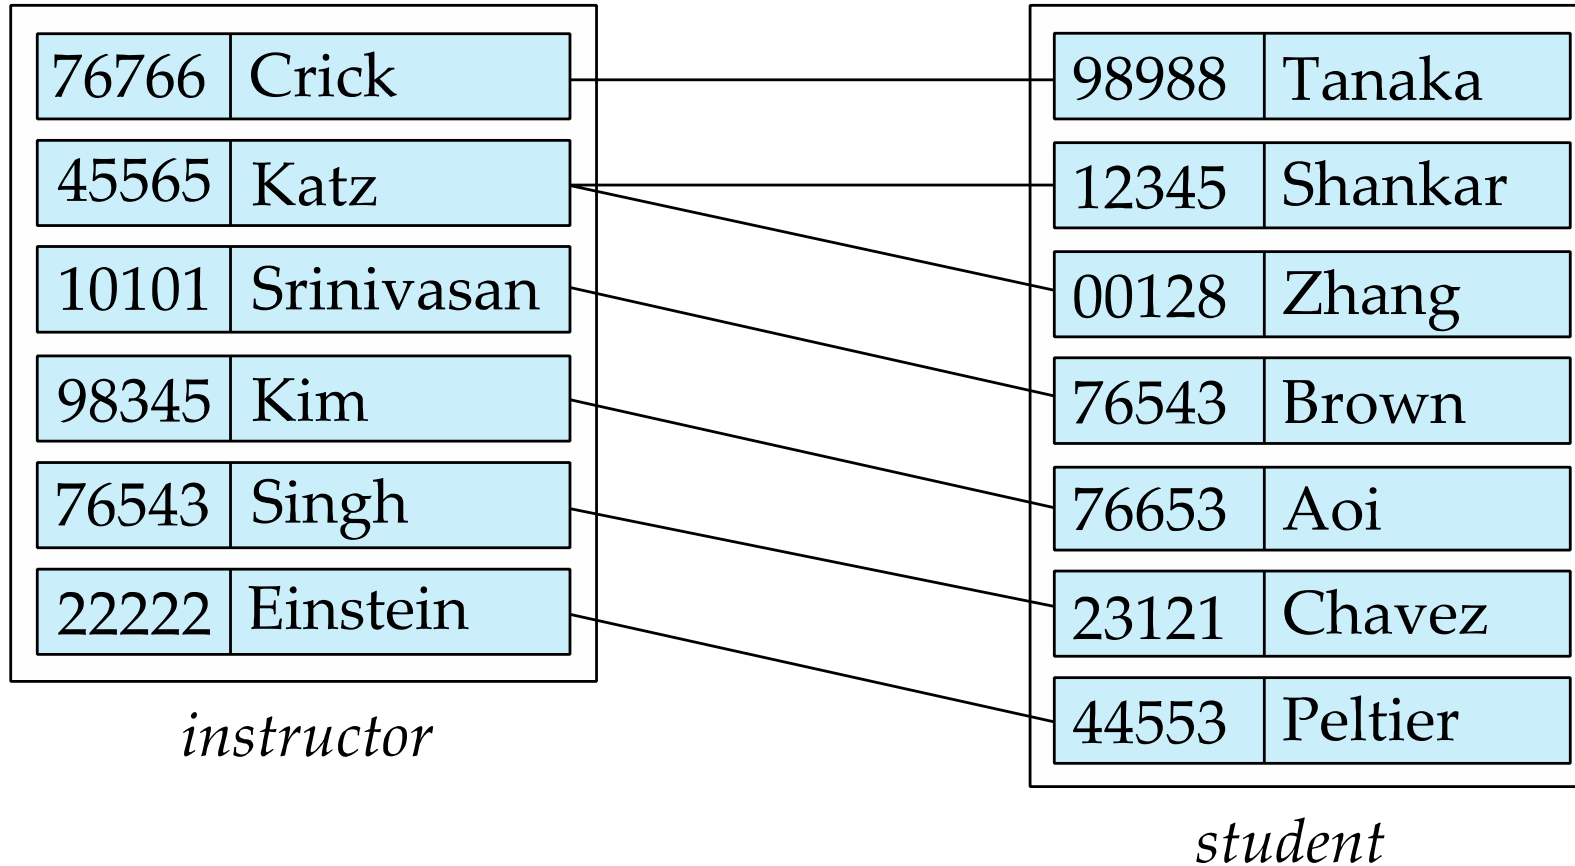 76766 Crick
45565 Katz
10101 Srinivasan
98345 Kim
76543 Singh
22222 Einstein
instructor
98988 Tanaka
12345 Shankar
00128 Zhang
76543 Brown
76653 Aoi
23121 Chavez
44553 Peltier
student